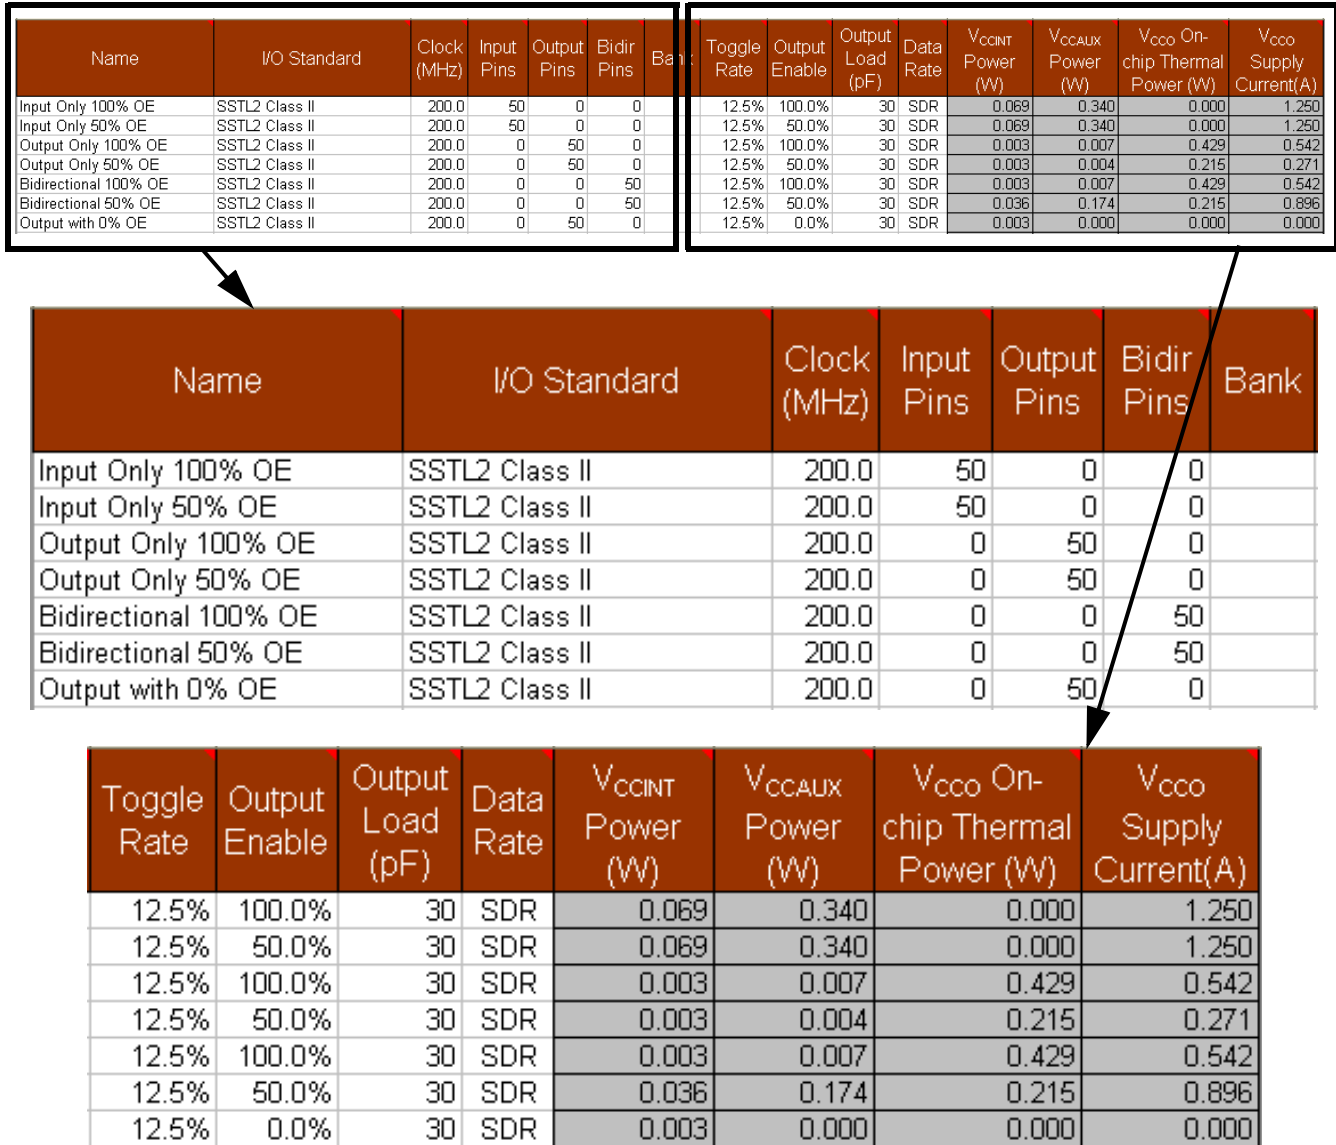 Name I/O Standard Clock (MHz) Input Pins Output Pins Bidir Pins Ban Toggle Rate Output Enable Output Load (pF) Data Rate VCCINT Power (W) VCCAUX Power (W) VCCO On-chip Thermal Power (W) VCCO Supply Current(A)
Input Only 100% OE SSTL2 Class II 200.0 50 0 0 12.5% 100.0% 30 SDR 0.069 0.340 0.000 1.250
Input Only 50% OE SSTL2 Class II 200.0 50 0 0 12.5% 50.0% 30 SDR 0.069 0.340 0.000 1.250
Output Only 100% OE SSTL2 Class II 200.0 0 50 0 12.5% 100.0% 30 SDR 0.003 0.007 0.429 0.542
Output Only 50% OE SSTL2 Class II 200.0 0 50 0 12.5% 50.0% 30 SDR 0.003 0.004 0.215 0.271
Bidirectional 100% OE SSTL2 Class II 200.0 0 0 50 12.5% 100.0% 30 SDR 0.003 0.007 0.429 0.542
Bidirectional 50% OE SSTL2 Class II 200.0 0 0 50 12.5% 50.0% 30 SDR 0.036 0.174 0.215 0.896
Output with 0% OE SSTL2 Class II 200.0 0 50 0 12.5% 0.0% 30 SDR 0.003 0.000 0.000 0.000
Name I/O Standard Clock (MHz) Input Pins Output Pins Bidir Pins Bank
Input Only 100% OE SSTL2 Class II 200.0 50 0 0
Input Only 50% OE SSTL2 Class II 200.0 50 0 0
Output Only 100% OE SSTL2 Class II 200.0 0 50 0
Output Only 50% OE SSTL2 Class II 200.0 0 50 0
Bidirectional 100% OE SSTL2 Class II 200.0 0 0 50
Bidirectional 50% OE SSTL2 Class II 200.0 0 0 50
Output with 0% OE SSTL2 Class II 200.0 0 50 0
Toggle Rate Output Enable Output Load (pF) Data Rate VCCINT Power (W) VCCAUX Power (W) VCCO On-chip Thermal Power (W) VCCO Supply Current(A)
12.5% 100.0% 30 SDR 0.069 0.340 0.000 1.250
12.5% 50.0% 30 SDR 0.069 0.340 0.000 1.250
12.5% 100.0% 30 SDR 0.003 0.007 0.429 0.542
12.5% 50.0% 30 SDR 0.003 0.004 0.215 0.271
12.5% 100.0% 30 SDR 0.003 0.007 0.429 0.542
12.5% 50.0% 30 SDR 0.036 0.174 0.215 0.896
12.5% 0.0% 30 SDR 0.003 0.000 0.000 0.000